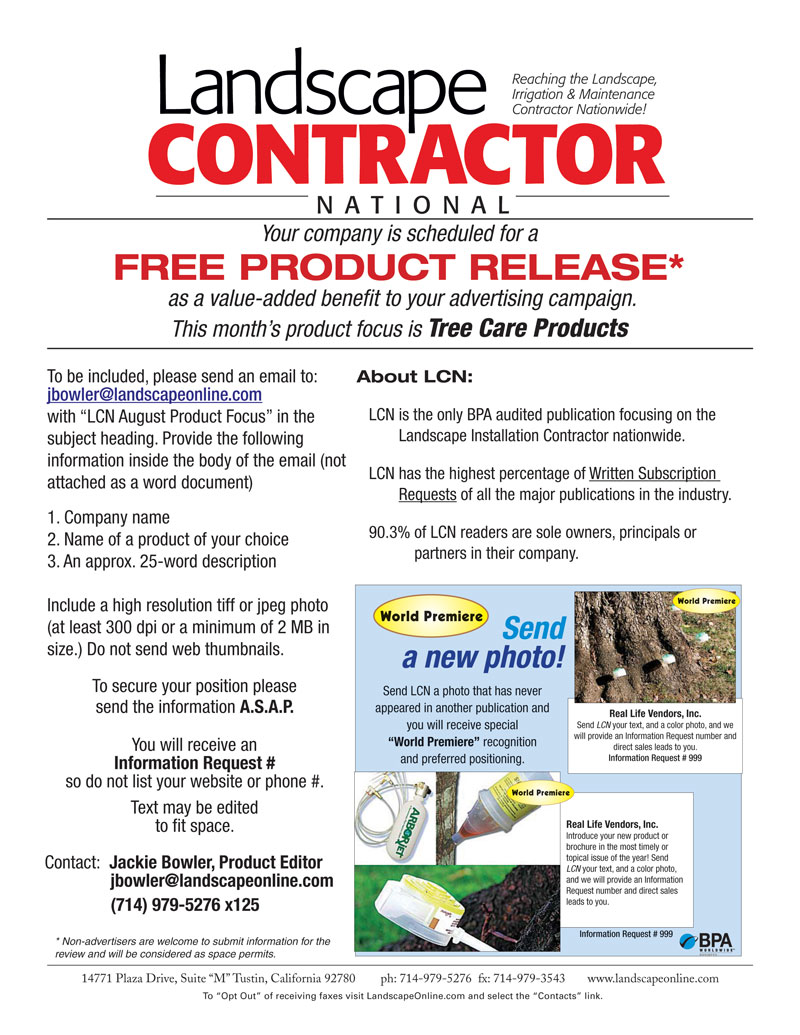 Landscape
Reaching the Landscape,
Irrigation & Maintenance
Contractor Nationwide!
CONTRACTOR
NATIONAL
Your company is scheduled for a
FREE PRODUCT RELEASE*
as a value-added benefit to your advertising campaign.
This month's product focus is Tree Care Products
To be included, please send an email to:
jbowler@landscapeonline.com
with “LCN August Product Focus” in the
subject heading. Provide the following
information inside the body of the email (not
attached as a word document)
1. Company name
2. Name of a product of your choice
3. An approx. 25-word description
Include a high resolution tiff or jpeg photo
(at least 300 dpi or a minimum of 2 MB in
size.) Do not send web thumbnails.
To secure your position please
send the information A.S.A.P.
You will receive an
Information Request #
so do not list your website or phone #.
Text may be edited
to fit space.
Contact: Jackie Bowler, Product Editor
jbowler@landscapeonline.com
(714) 979-5276 x125
* Non-advertisers are welcome to submit information for the
review and will be considered as space permits.
About LCN:
LCN is the only BPA audited publication focusing on the
Landscape Installation Contractor nationwide.
LCN has the highest percentage of Written Subscription
Requests of all the major publications in the industry.
90.3% of LCN readers are sole owners, principals or
partners in their company.
World Premiere
Send
a new photo!
Send LCN a photo that has never
appeared in another publication and
you will receive special
“World Premiere” recognition
and preferred positioning.
World Premiere
Real Life Vendors, Inc.
Send LCN your text, and a color photo, and we
will provide an Information Request number and
direct sales leads to you.
Information Request # 999
World Premiere
ARBORJET
Real Life Vendors, Inc.
Introduce your new product or
brochure in the most timely or
topical issue of the year! Send
LCN your text, and a color photo,
and we will provide an Information
Request number and direct sales
leads to you.
Information Request # 999
BPA
WORLDWIDE
14771 Plaza Drive, Suite “M” Tustin, California 92780 ph: 714-979-5276 fx: 714-979-3543 www.landscapeonline.com
To “Opt Out” of receiving faxes visit LandscapeOnline.com and select the “Contacts” link.